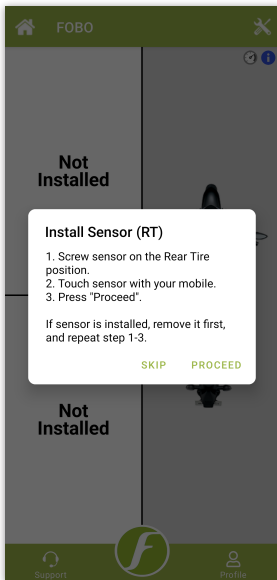 FOBO
Not
Installed
Install Sensor (RT)
1. Screw sensor on the Rear Tire
position.
2. Touch sensor with your mobile.
3. Press "Proceed".
If sensor is installed, remove it first,
and repeat step 1-3.
SKIP PROCEED
Not
Installed
Support Profile